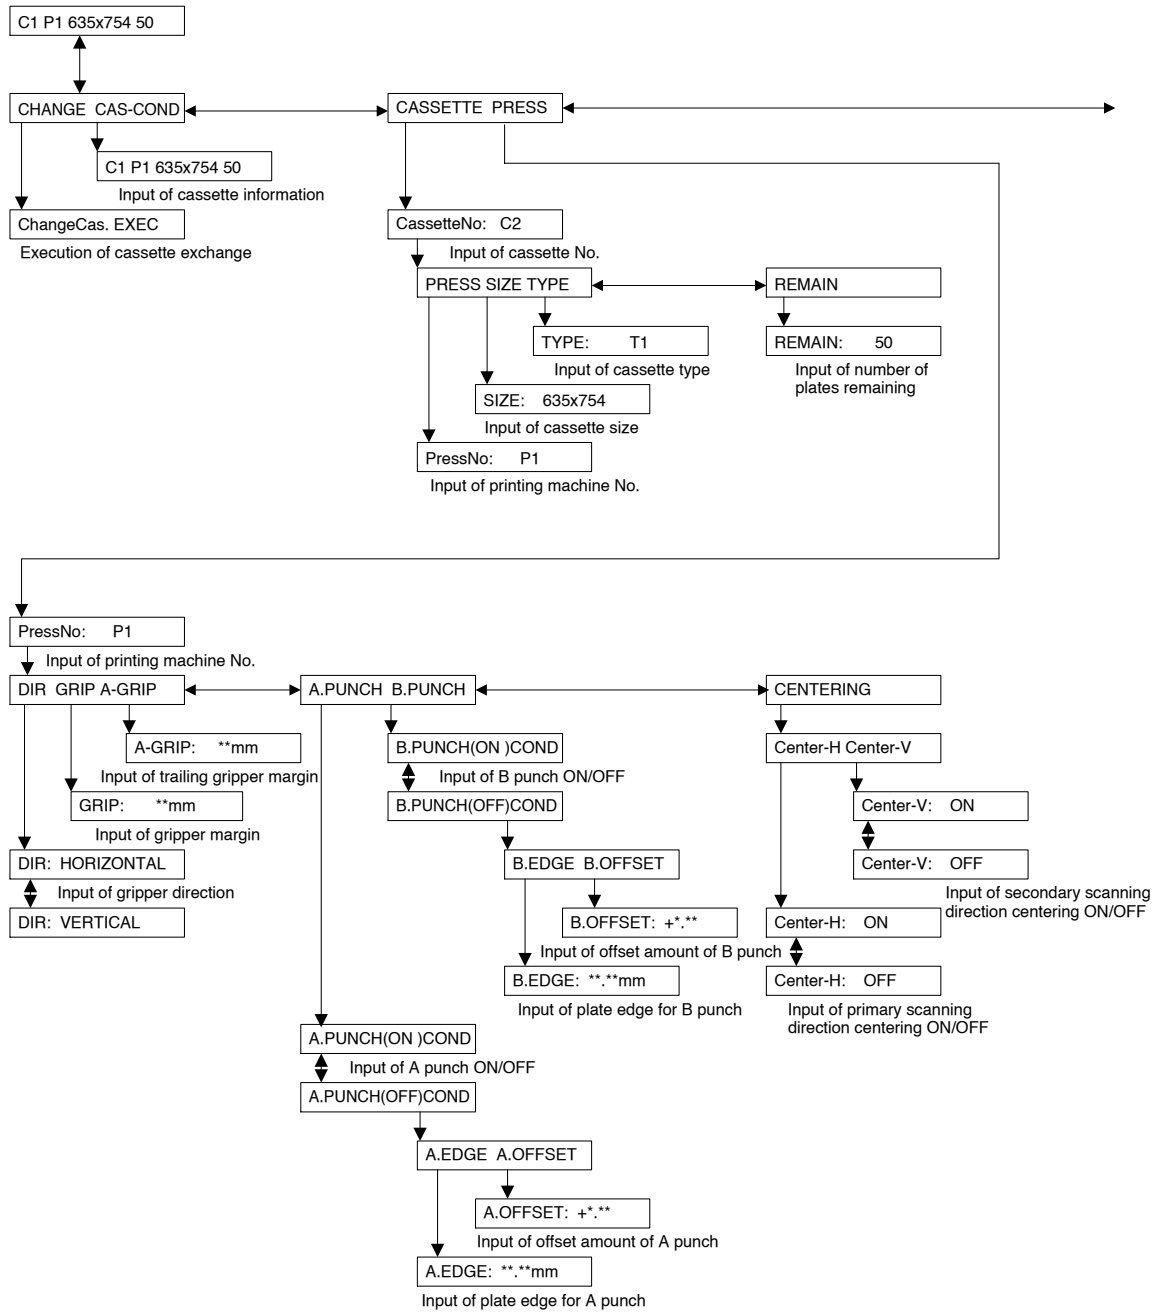 C1 P1 635x754 50
CHANGE CAS-COND
CASSETTE PRESS
C1 P1 635x754 50
Input of cassette information
ChangeCas. EXEC
Execution of cassette exchange
CassetteNo: C2
Input of cassette No.
PRESS SIZE TYPE
REMAIN
TYPE: T1
Input of cassette type
REMAIN: 50
Input of number of
plates remaining
SIZE: 635x754
Input of cassette size
PressNo: P1
Input of printing machine No.
PressNo: P1
Input of printing machine No.
DIR GRIP A-GRIP
A.PUNCH B.PUNCH
CENTERING
A-GRIP: **mm
Input of trailing gripper margin
GRIP: **mm
Input of gripper margin
DIR: HORIZONTAL
Input of gripper direction
DIR: VERTICAL
B.PUNCH(ON )COND
Input of B punch ON/OFF
B.PUNCH(OFF)COND
B.EDGE B.OFFSET
B.OFFSET: +*.**
Input of offset amount of B punch
B.EDGE: **.**mm
Input of plate edge for B punch
Center-H Center-V
Center-V: ON
Center-V: OFF
Input of secondary scanning
direction centering ON/OFF
Center-H: ON
Center-H: OFF
Input of primary scanning
direction centering ON/OFF
A.PUNCH(ON )COND
Input of A punch ON/OFF
A.PUNCH(OFF)COND
A.EDGE A.OFFSET
A.OFFSET: +*.**
Input of offset amount of A punch
A.EDGE: **.**mm
Input of plate edge for A punch